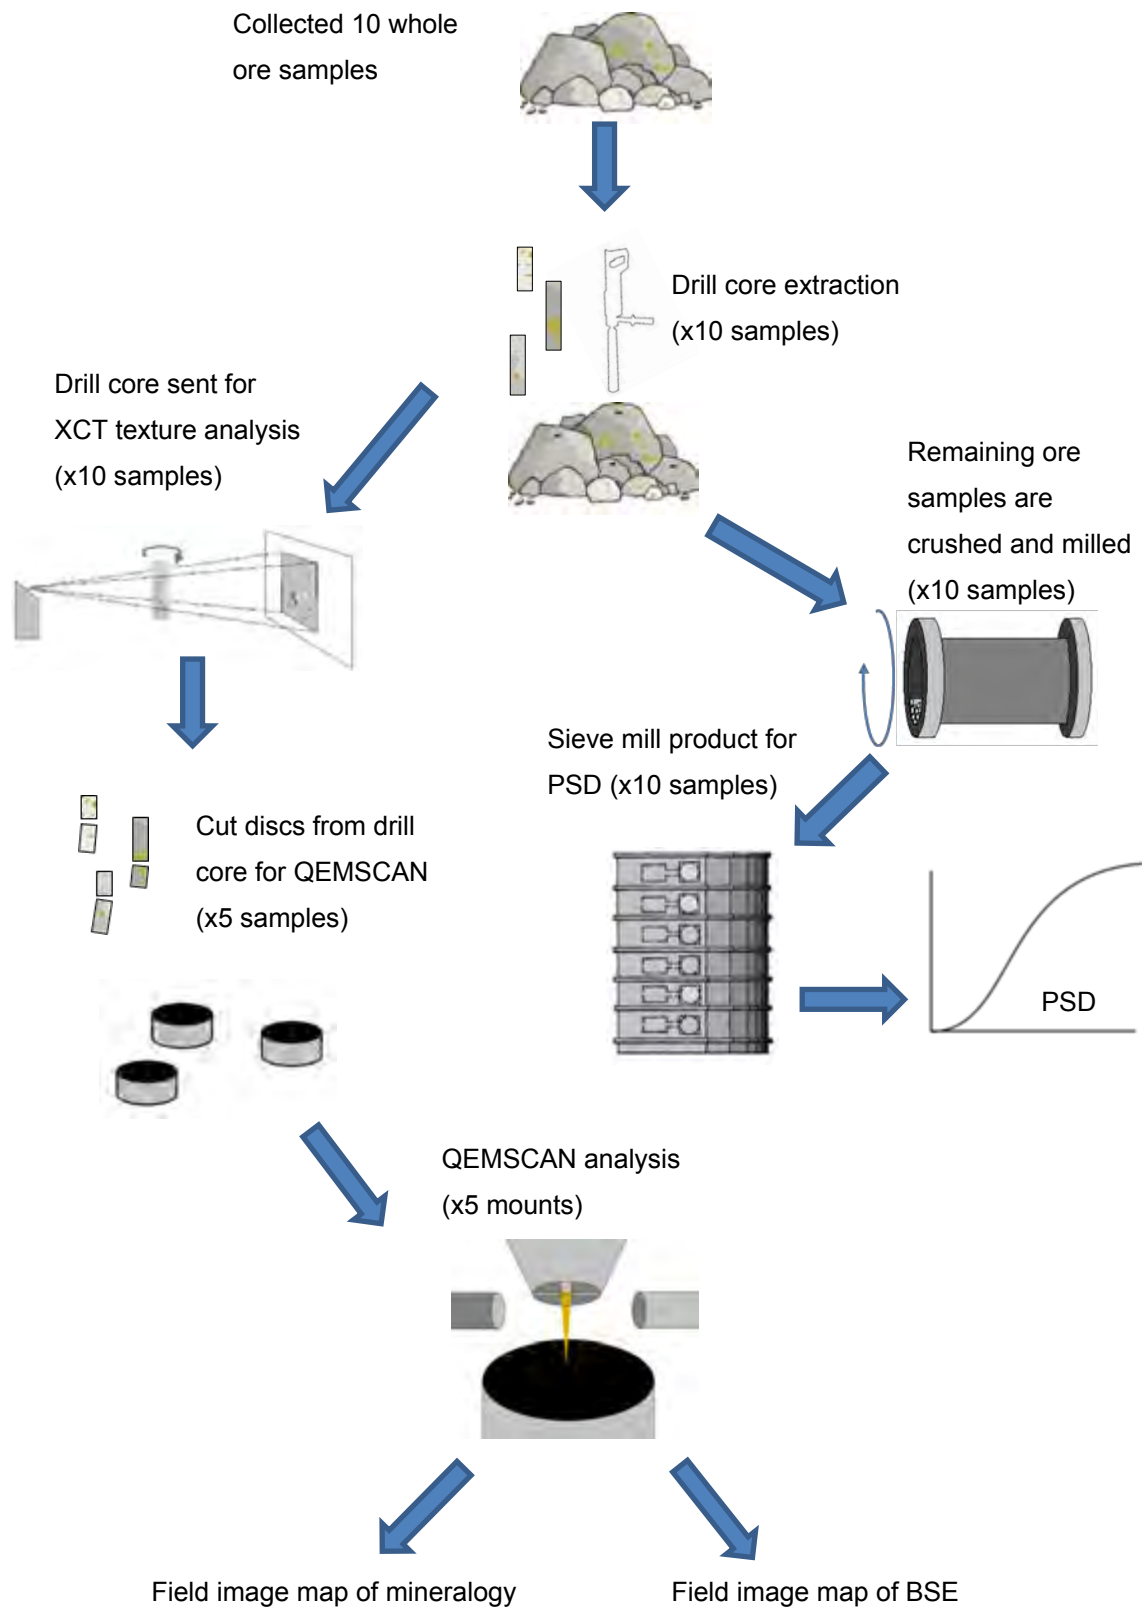 Collected 10 whole
ore samples
Drill core extraction
(x10 samples)
Drill core sent for
XCT texture analysis
(x10 samples)
Remaining ore
samples are
crushed and milled
(x10 samples)
Sieve mill product for
PSD (x10 samples)
Cut discs from drill
core for QEMSCAN
(x5 samples)
PSD
QEMSCAN analysis
(x5 mounts)
Field image map of mineralogy
Field image map of BSE